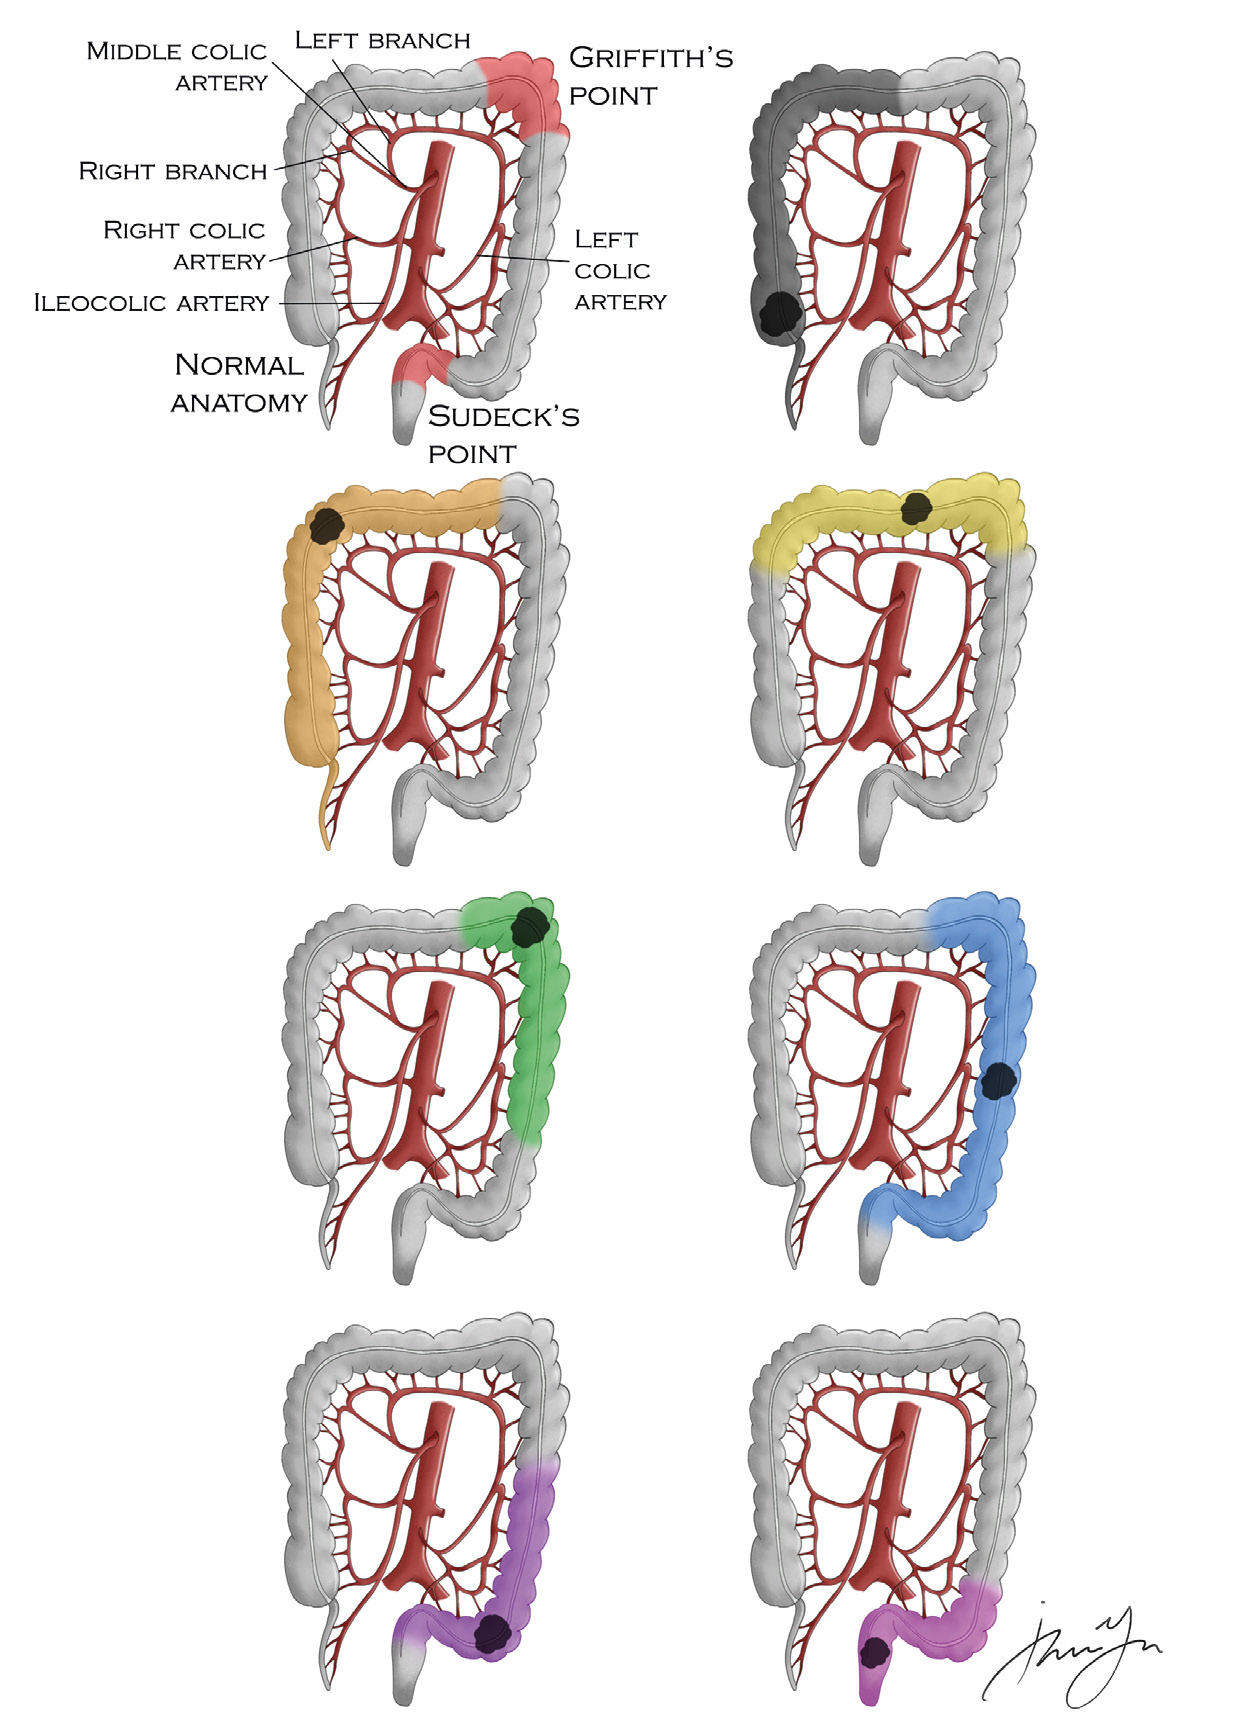 Left branch
Middle colic
artery
Griffith's
point
Right branch
Right colic
artery
Left
colic
artery
Ileocolic artery
Normal
anatomy
Sudeck's
point